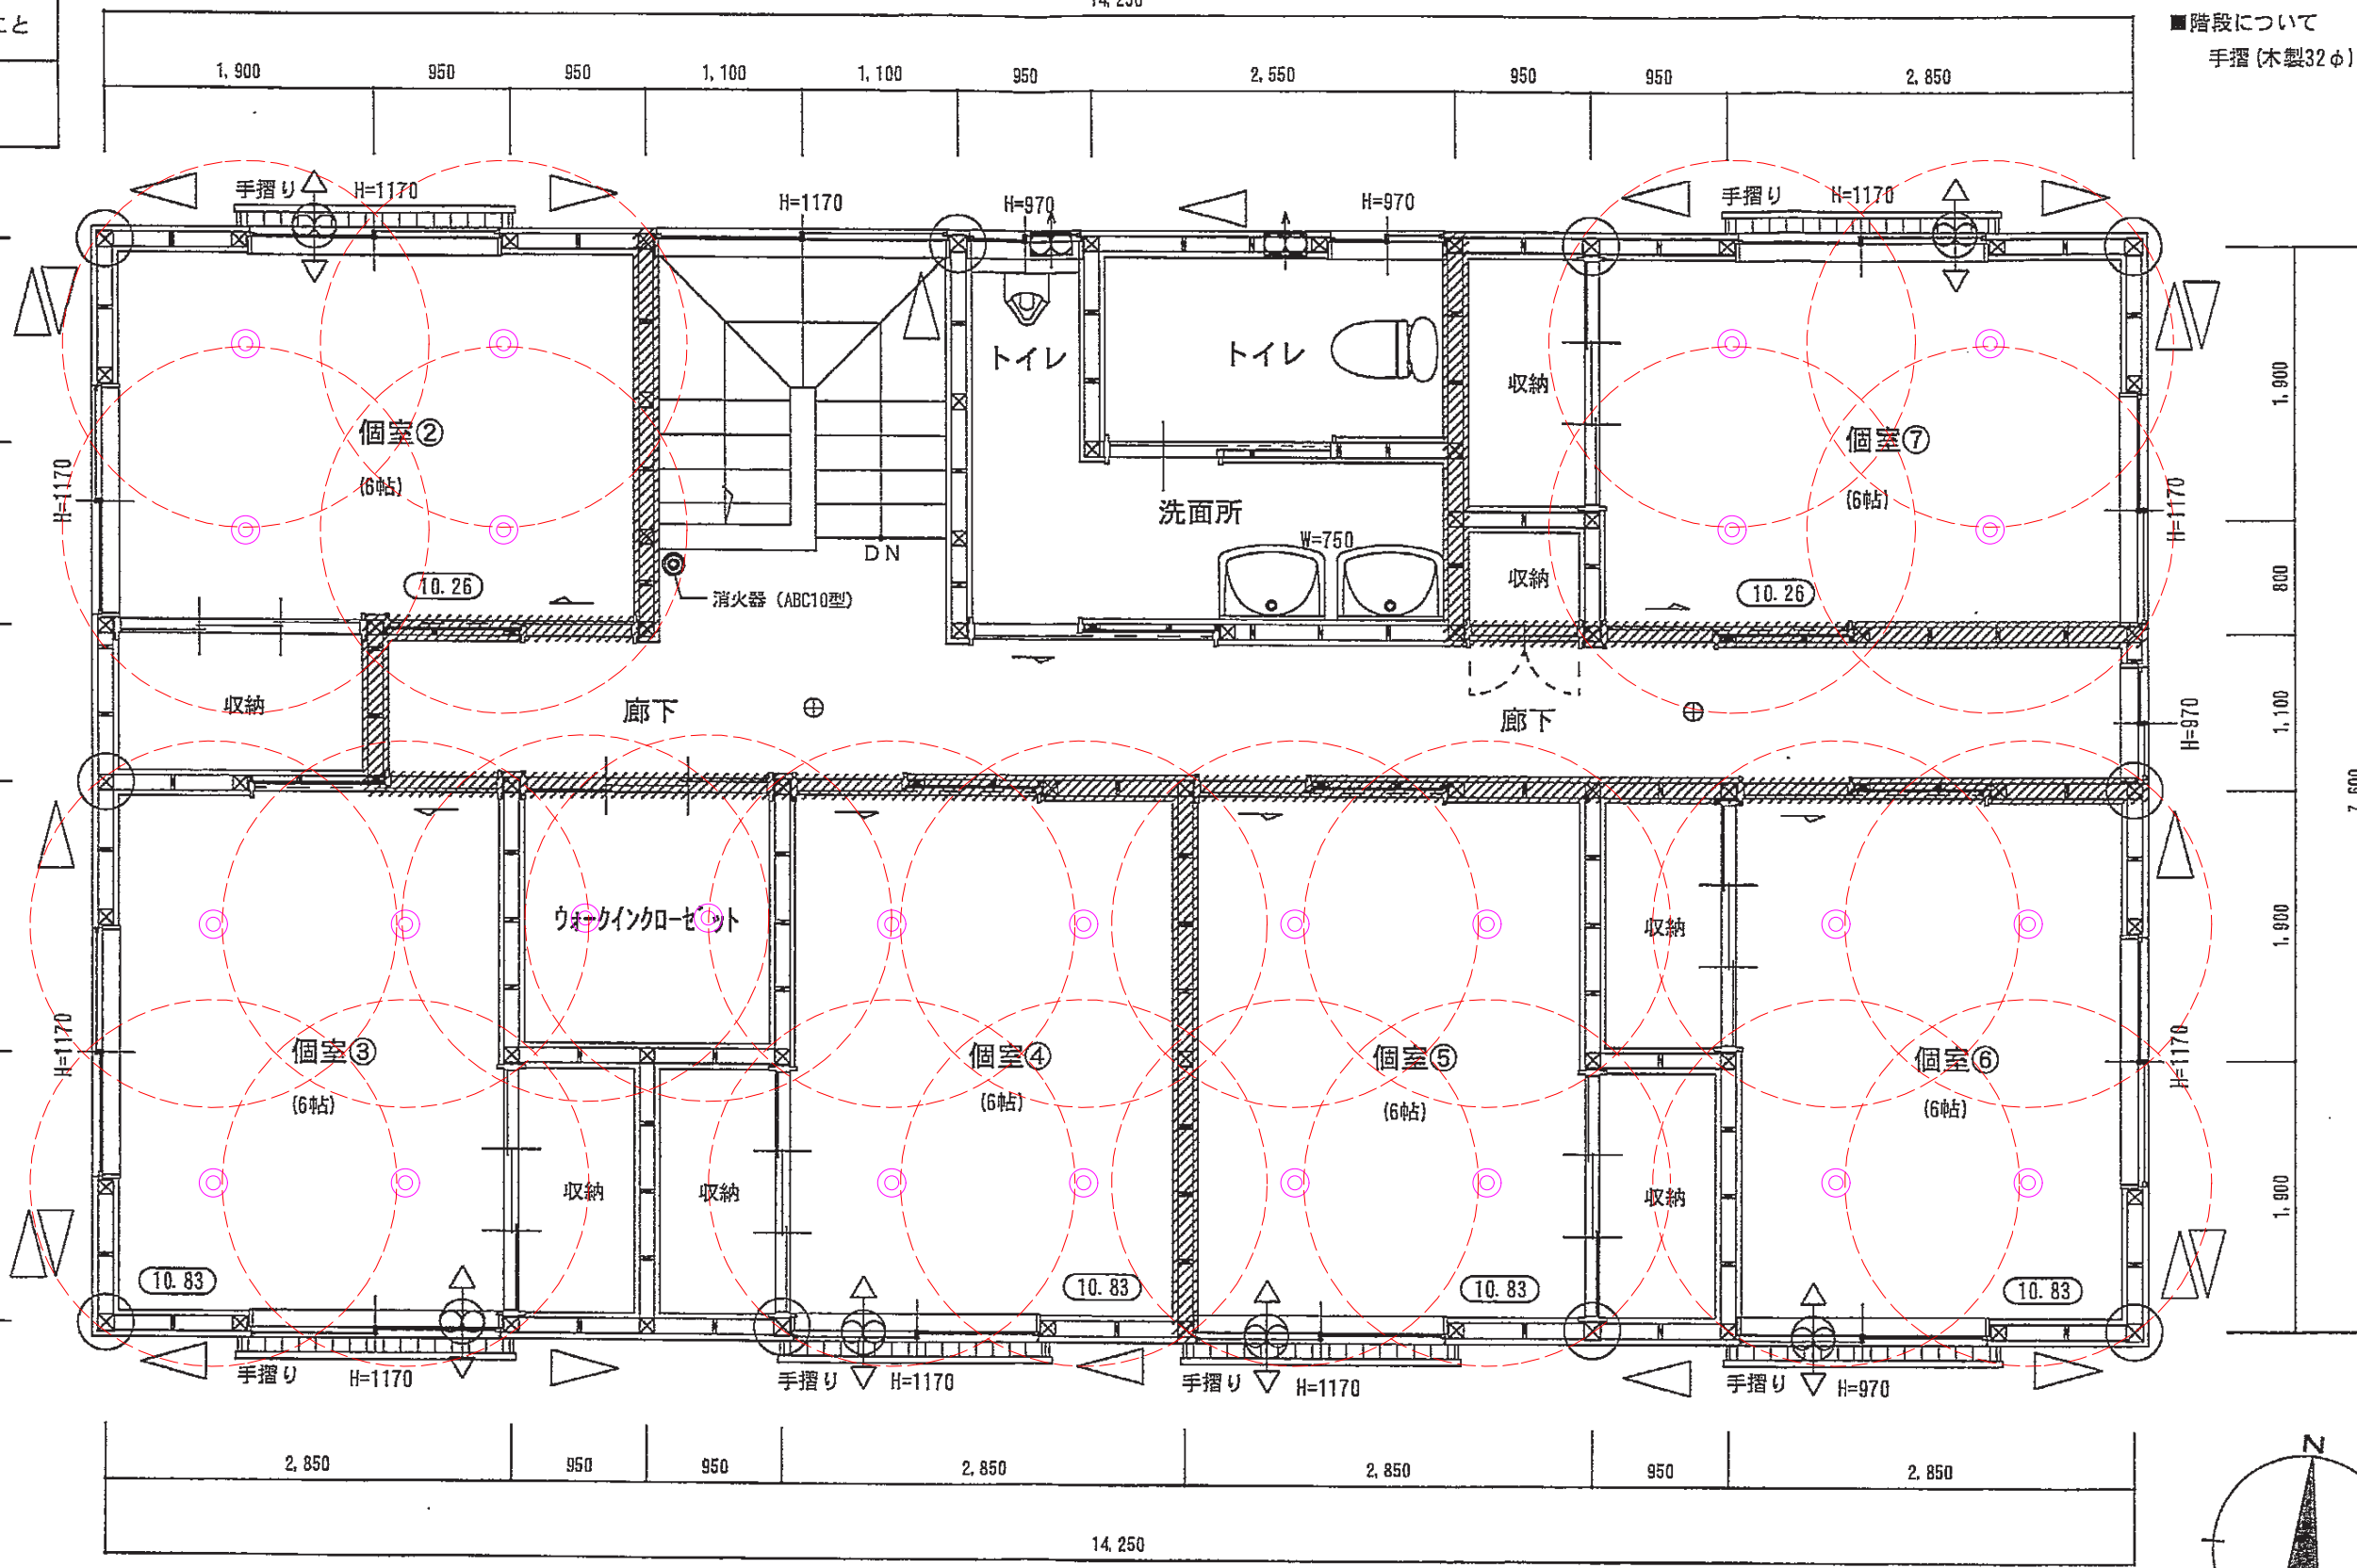 こと
14,250
■階段について
手摺(木製32φ)
1,900
950
950
1,100
1,100
950
2,550
950
950
2,850
手摺り
H=1170
H=1170
H=970
H=970
手摺り
H=1170
トイレ
トイレ
収納
個室②
(6帖)
個室⑦
(6帖)
H=1170
H=1170
1,900
洗面所
W=750
DN
収納
800
10.26
消火器 (ABC10型)
10.26
収納
廊下
廊下
H=970
1,100
7,600
ウォークインクローゼット
収納
1,900
H=1170
個室③
(6帖)
個室④
(6帖)
個室⑤
(6帖)
個室⑥
(6帖)
H=1170
収納
収納
収納
1,900
10.83
10.83
10.83
10.83
手摺り
H=1170
手摺り
H=1170
手摺り
H=1170
手摺り
H=970
2,850
950
950
2,850
2,850
950
2,850
N
14,250